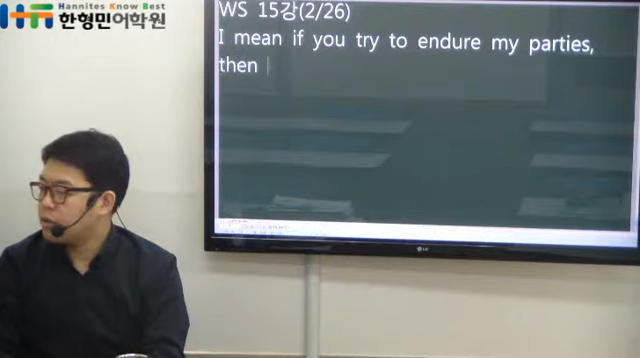 Hannites Know Best
한형민어학원
WS 15강(2/26)
I mean if you try to endure my parties,
then
LG